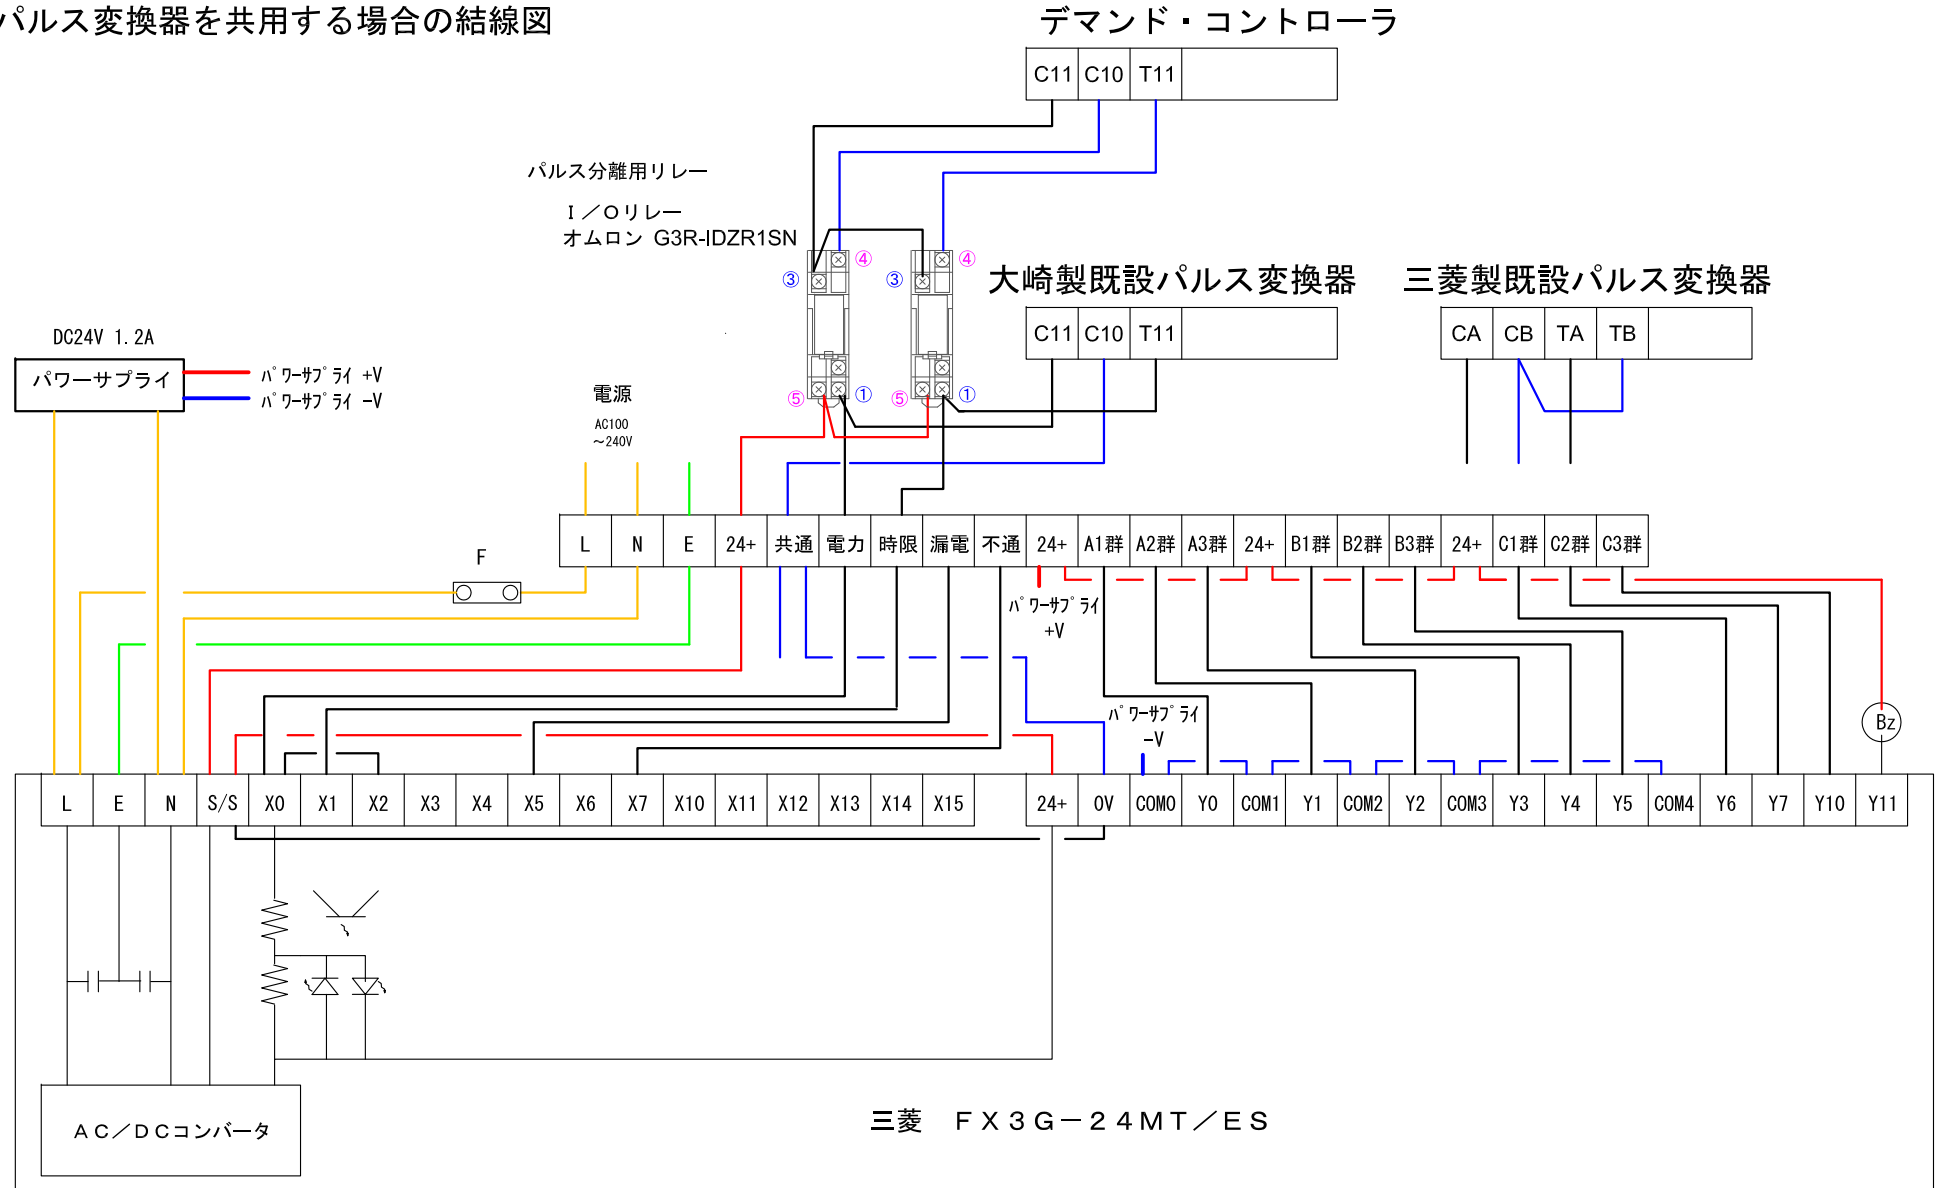 パルス変換器を共用する場合の結線図
デマンド・コントローラ
C11 C10 T11
パルス分離用リレー
I／Oリレー
オムロン G3R-IDZR1SN
④ ④
③ ③
大崎製既設パルス変換器
三菱製既設パルス変換器
C11 C10 T11
CA CB TA TB
DC24V 1.2A
パワーサプライ
ﾊﾟﾜｰｻﾌﾟﾗｲ +V
ﾊﾟﾜｰｻﾌﾟﾗｲ -V
⑤ ① ⑤ ①
電源
AC100
～240V
L N E 24+ 共通 電力 時限 漏電 不通 24+ A1群 A2群 A3群 24+ B1群 B2群 B3群 24+ C1群 C2群 C3群
F
ﾊﾟﾜｰｻﾌﾟﾗｲ
+V
ﾊﾟﾜｰｻﾌﾟﾗｲ
-V
Bz
L E N S/S X0 X1 X2 X3 X4 X5 X6 X7 X10 X11 X12 X13 X14 X15
24+ 0V COM0 Y0 COM1 Y1 COM2 Y2 COM3 Y3 Y4 Y5 COM4 Y6 Y7 Y10 Y11
ＡＣ／ＤＣコンバータ
三菱　ＦＸ３Ｇ－２４ＭＴ／ＥＳ